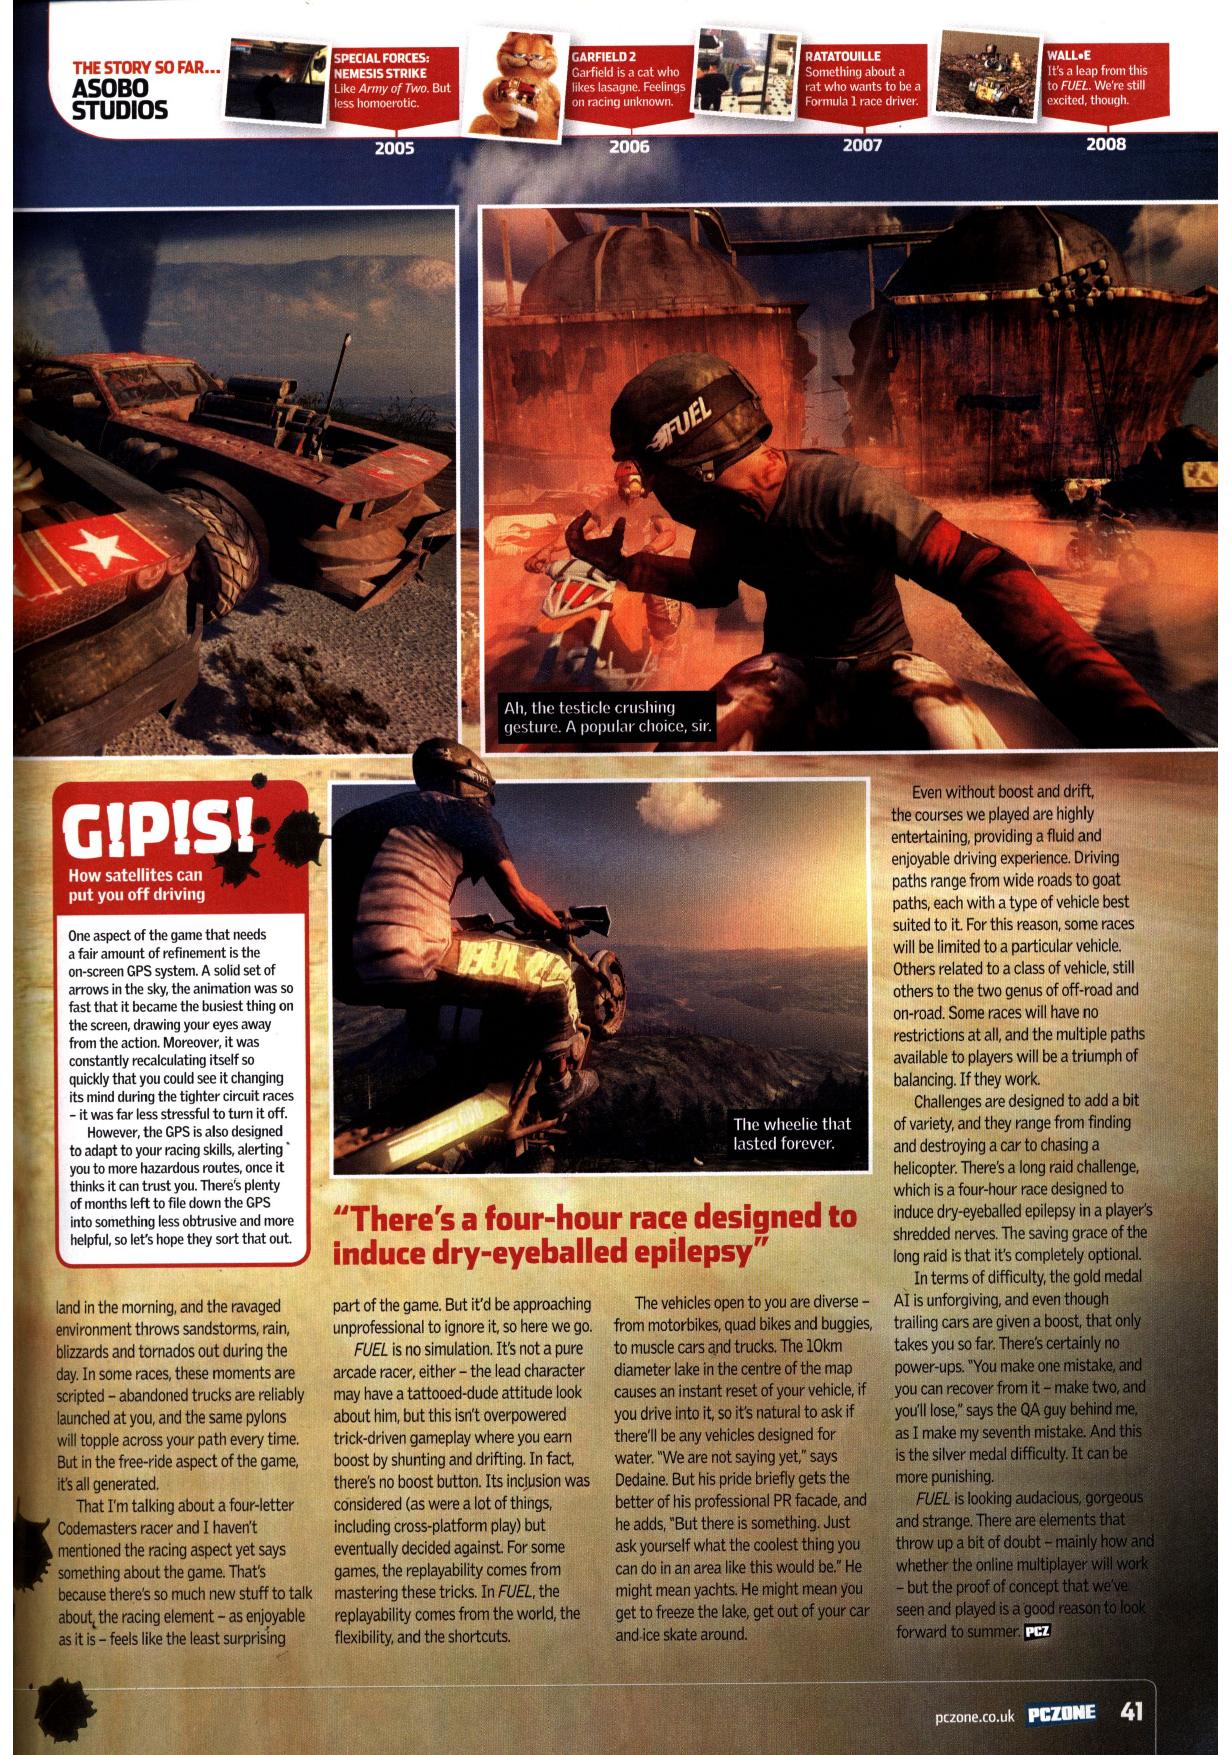 THE STORY SO FAR...
ASOBO
STUDIOS
SPECIAL FORCES:
NEMESIS STRIKE
Like Army of Two. But
less homoerotic.
2005
GARFIELD 2
Garfield is a cat who
likes lasagne. Feelings
on racing unknown.
2006
RATATOUILLE
Something about a
rat who wants to be a
Formula 1 race driver.
2007
WALL•E
It's a leap from this
to FUEL. We're still
excited, though.
2008
FUEL
Ah, the testicle crushing
gesture. A popular choice, sir.
G!P!S!
How satellites can
put you off driving
One aspect of the game that needs
a fair amount of refinement is the
on-screen GPS system. A solid set of
arrows in the sky, the animation was so
fast that it became the busiest thing on
the screen, drawing your eyes away
from the action. Moreover, it was
constantly recalculating itself so
quickly that you could see it changing
its mind during the tighter circuit races
– it was far less stressful to turn it off.
However, the GPS is also designed
to adapt to your racing skills, alerting
you to more hazardous routes, once it
thinks it can trust you. There's plenty
of months left to file down the GPS
into something less obtrusive and more
helpful, so let's hope they sort that out.
The wheelie that
lasted forever.
"There's a four-hour race designed to
induce dry-eyeballed epilepsy"
land in the morning, and the ravaged
environment throws sandstorms, rain,
blizzards and tornados out during the
day. In some races, these moments are
scripted – abandoned trucks are reliably
launched at you, and the same pylons
will topple across your path every time.
But in the free-ride aspect of the game,
it's all generated.
That I'm talking about a four-letter
Codemasters racer and I haven't
mentioned the racing aspect yet says
something about the game. That's
because there's so much new stuff to talk
about, the racing element – as enjoyable
as it is – feels like the least surprising
part of the game. But it'd be approaching
unprofessional to ignore it, so here we go.
FUEL is no simulation. It's not a pure
arcade racer, either – the lead character
may have a tattooed-dude attitude look
about him, but this isn't overpowered
trick-driven gameplay where you earn
boost by shunting and drifting. In fact,
there's no boost button. Its inclusion was
considered (as were a lot of things,
including cross-platform play) but
eventually decided against. For some
games, the replayability comes from
mastering these tricks. In FUEL, the
replayability comes from the world, the
flexibility, and the shortcuts.
The vehicles open to you are diverse –
from motorbikes, quad bikes and buggies,
to muscle cars and trucks. The 10km
diameter lake in the centre of the map
causes an instant reset of your vehicle, if
you drive into it, so it's natural to ask if
there'll be any vehicles designed for
water. "We are not saying yet," says
Dedaine. But his pride briefly gets the
better of his professional PR facade, and
he adds, "But there is something. Just
ask yourself what the coolest thing you
can do in an area like this would be." He
might mean yachts. He might mean you
get to freeze the lake, get out of your car
and ice skate around.
Even without boost and drift,
the courses we played are highly
entertaining, providing a fluid and
enjoyable driving experience. Driving
paths range from wide roads to goat
paths, each with a type of vehicle best
suited to it. For this reason, some races
will be limited to a particular vehicle.
Others related to a class of vehicle, still
others to the two genus of off-road and
on-road. Some races will have no
restrictions at all, and the multiple paths
available to players will be a triumph of
balancing. If they work.
Challenges are designed to add a bit
of variety, and they range from finding
and destroying a car to chasing a
helicopter. There's a long raid challenge,
which is a four-hour race designed to
induce dry-eyeballed epilepsy in a player's
shredded nerves. The saving grace of the
long raid is that it's completely optional.
In terms of difficulty, the gold medal
AI is unforgiving, and even though
trailing cars are given a boost, that only
takes you so far. There's certainly no
power-ups. "You make one mistake, and
you can recover from it – make two, and
you'll lose," says the QA guy behind me,
as I make my seventh mistake. And this
is the silver medal difficulty. It can be
more punishing.
FUEL is looking audacious, gorgeous
and strange. There are elements that
throw up a bit of doubt – mainly how and
whether the online multiplayer will work
– but the proof of concept that we've
seen and played is a good reason to look
forward to summer. PCZ
pczone.co.uk PCZONE 41